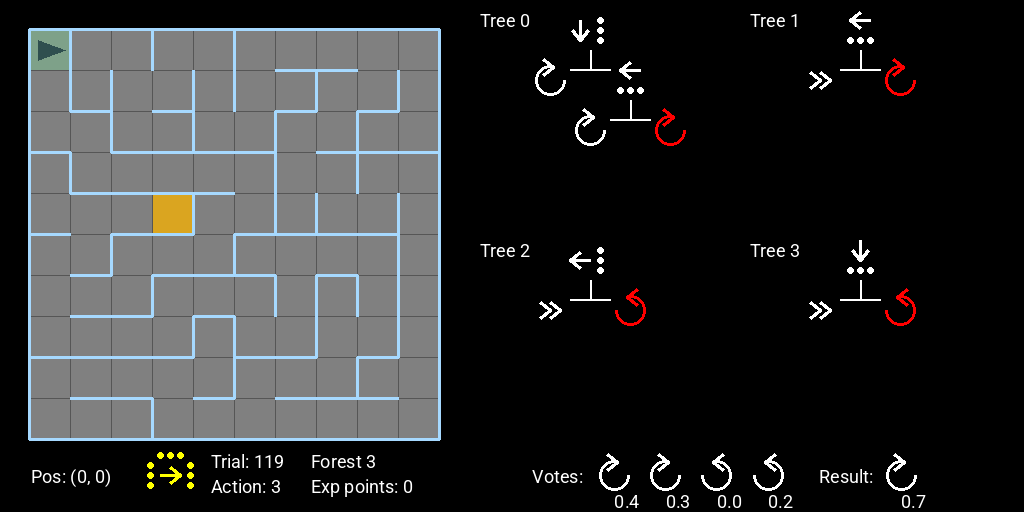 Tree 0
Tree 1
Tree 2
Tree 3
Pos: (0, 0)
Trial: 119
Forest 3
Action: 3
Exp points: 0
Votes:
0.4
0.3
0.0
0.2
Result:
0.7